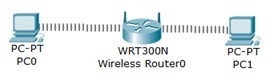 PC-PT
PC0
WRT300N
Wireless Router0
PC-PT
PC1